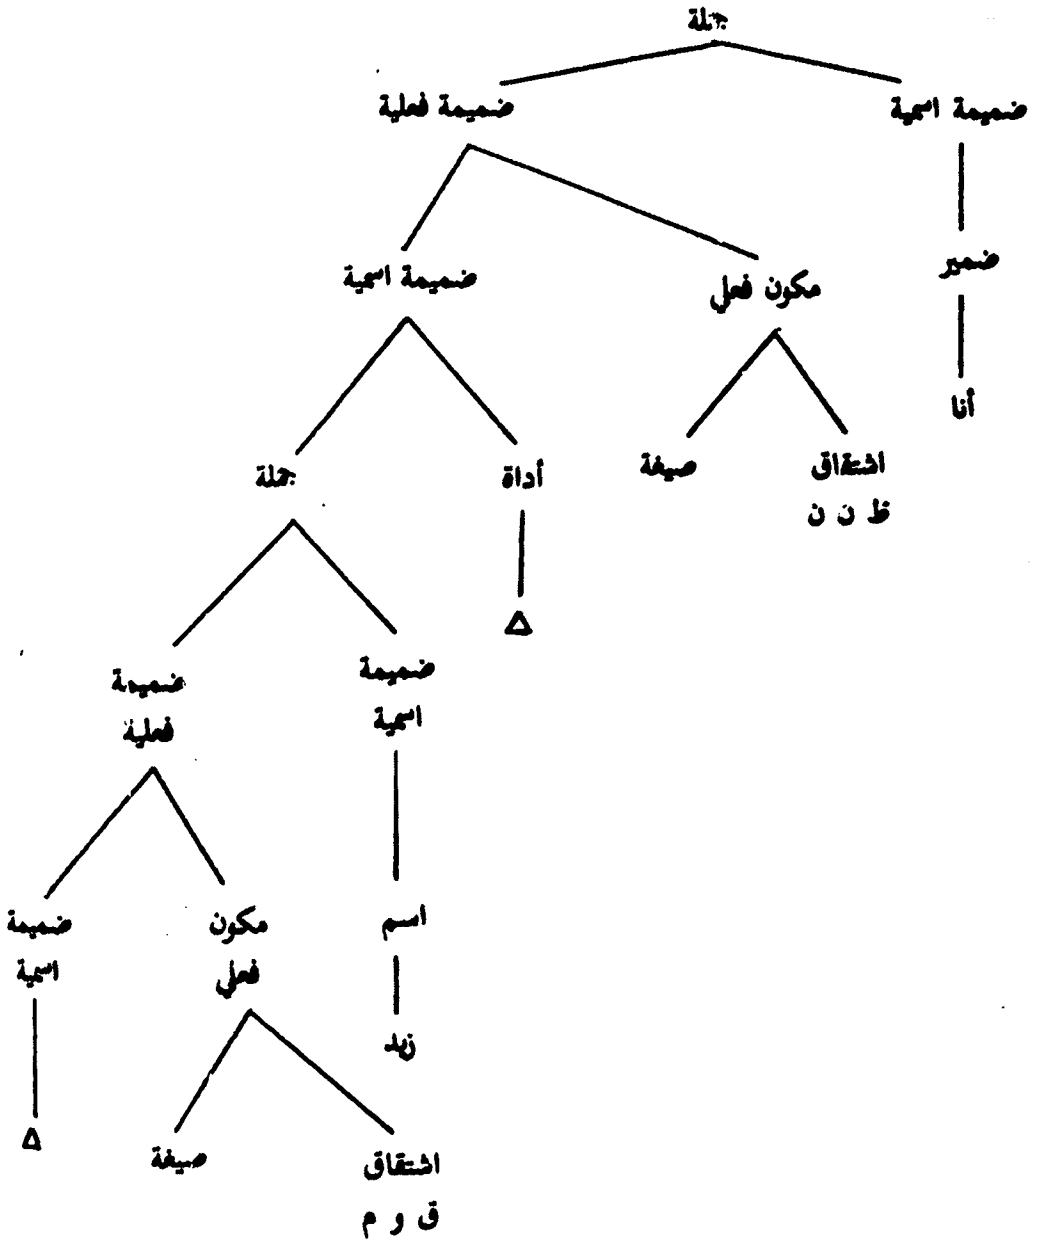 جملة
ضميمة اسمية
ضميمة فعلية
ضمير
ضميمة اسمية
مكون فعلي
أنا
اشتقاق
صيغة
أداة
جملة
ظ ن ن
Δ
ضميمة
اسمية
ضميمة
فعلية
اسم
مكون
فعلي
ضميمة
اسمية
زيد
Δ
اشتقاق
صيغة
ق و م